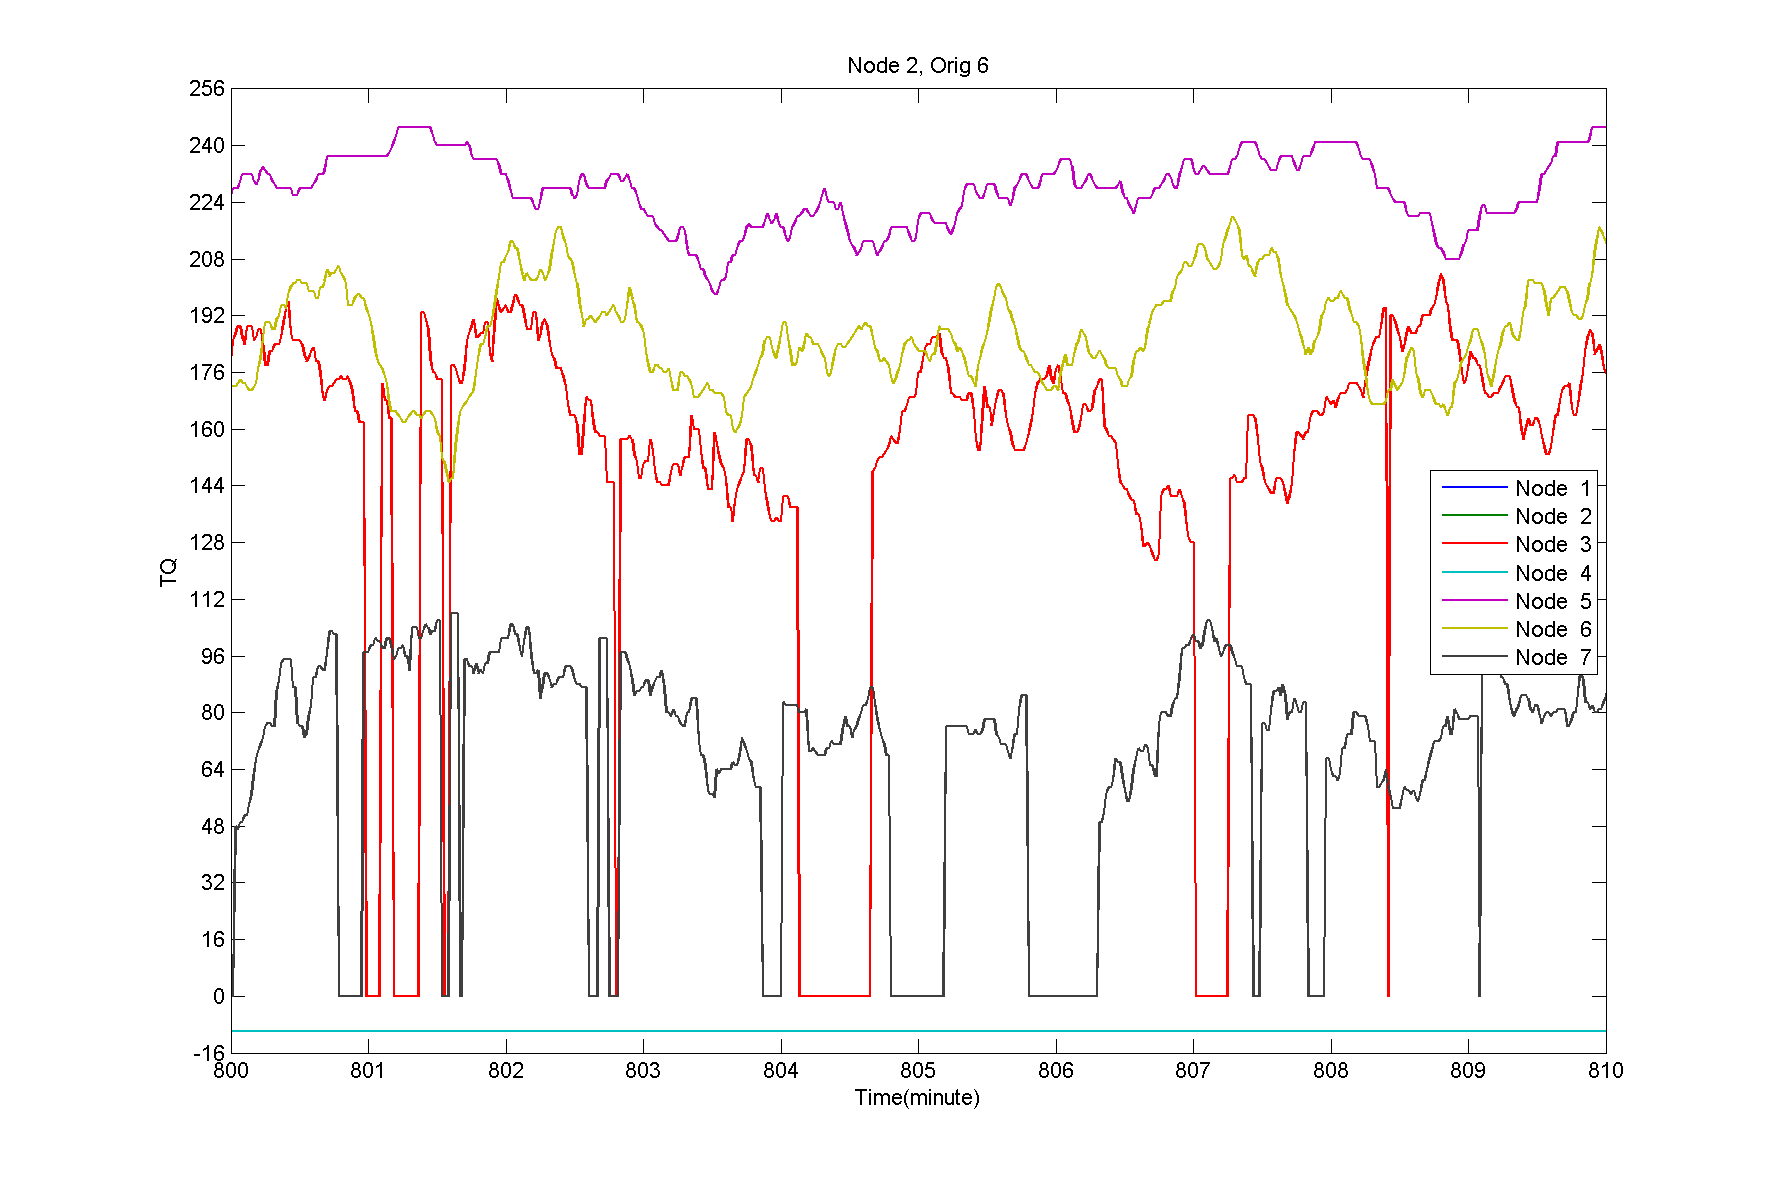 Node 2, Orig 6
256
240
224
208
192
176
160
144
128
112
96
80
64
48
32
16
0
-16
TQ
800 801 802 803 804 805 806 807 808 809 810
Time(minute)
Node 1
Node 2
Node 3
Node 4
Node 5
Node 6
Node 7